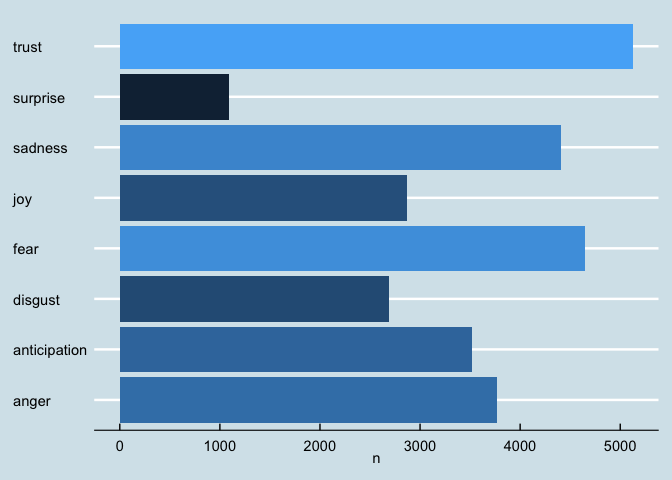 trust
surprise
sadness
joy
fear
disgust
anticipation
anger
0 1000 2000 3000 4000 5000
n